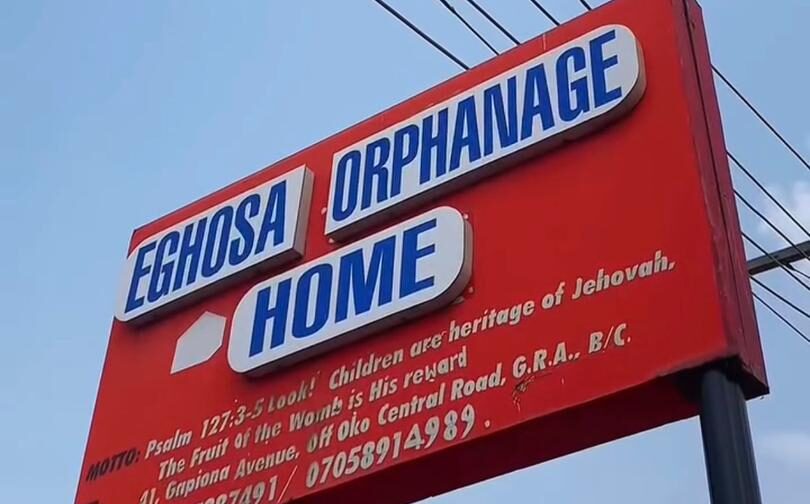 EGHOSA ORPHANAGE
HOME
MOTTO: Psalm 127:3-5 Look! Children are heritage of Jehovah,
The Fruit of the Womb is His reward
41, Gapiona Avenue, Off Oko Central Road, G.R.A., B/C.
87491/ 07058914989.